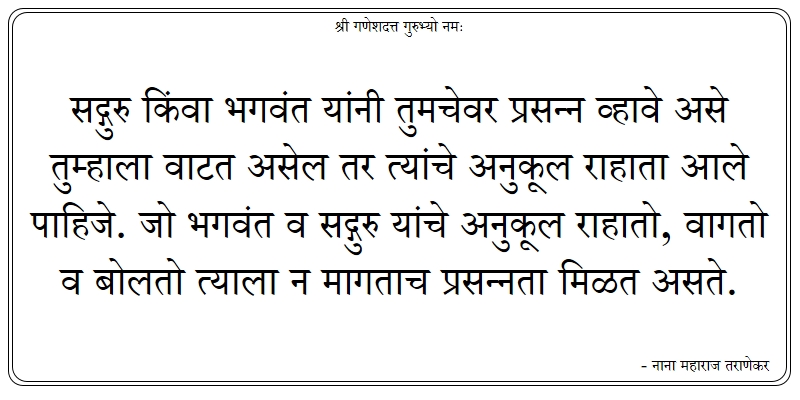 श्री गणेशदत्त गुरुभ्यो नमः
सद्गुरु किंवा भगवंत यांनी तुमचेवर प्रसन्न व्हावे असे
तुम्हाला वाटत असेल तर त्यांचे अनुकूल राहाता आले
पाहिजे. जो भगवंत व सद्गुरु यांचे अनुकूल राहातो, वागतो
व बोलतो त्याला न मागताच प्रसन्नता मिळत असते.
- नाना महाराज तराणेकर